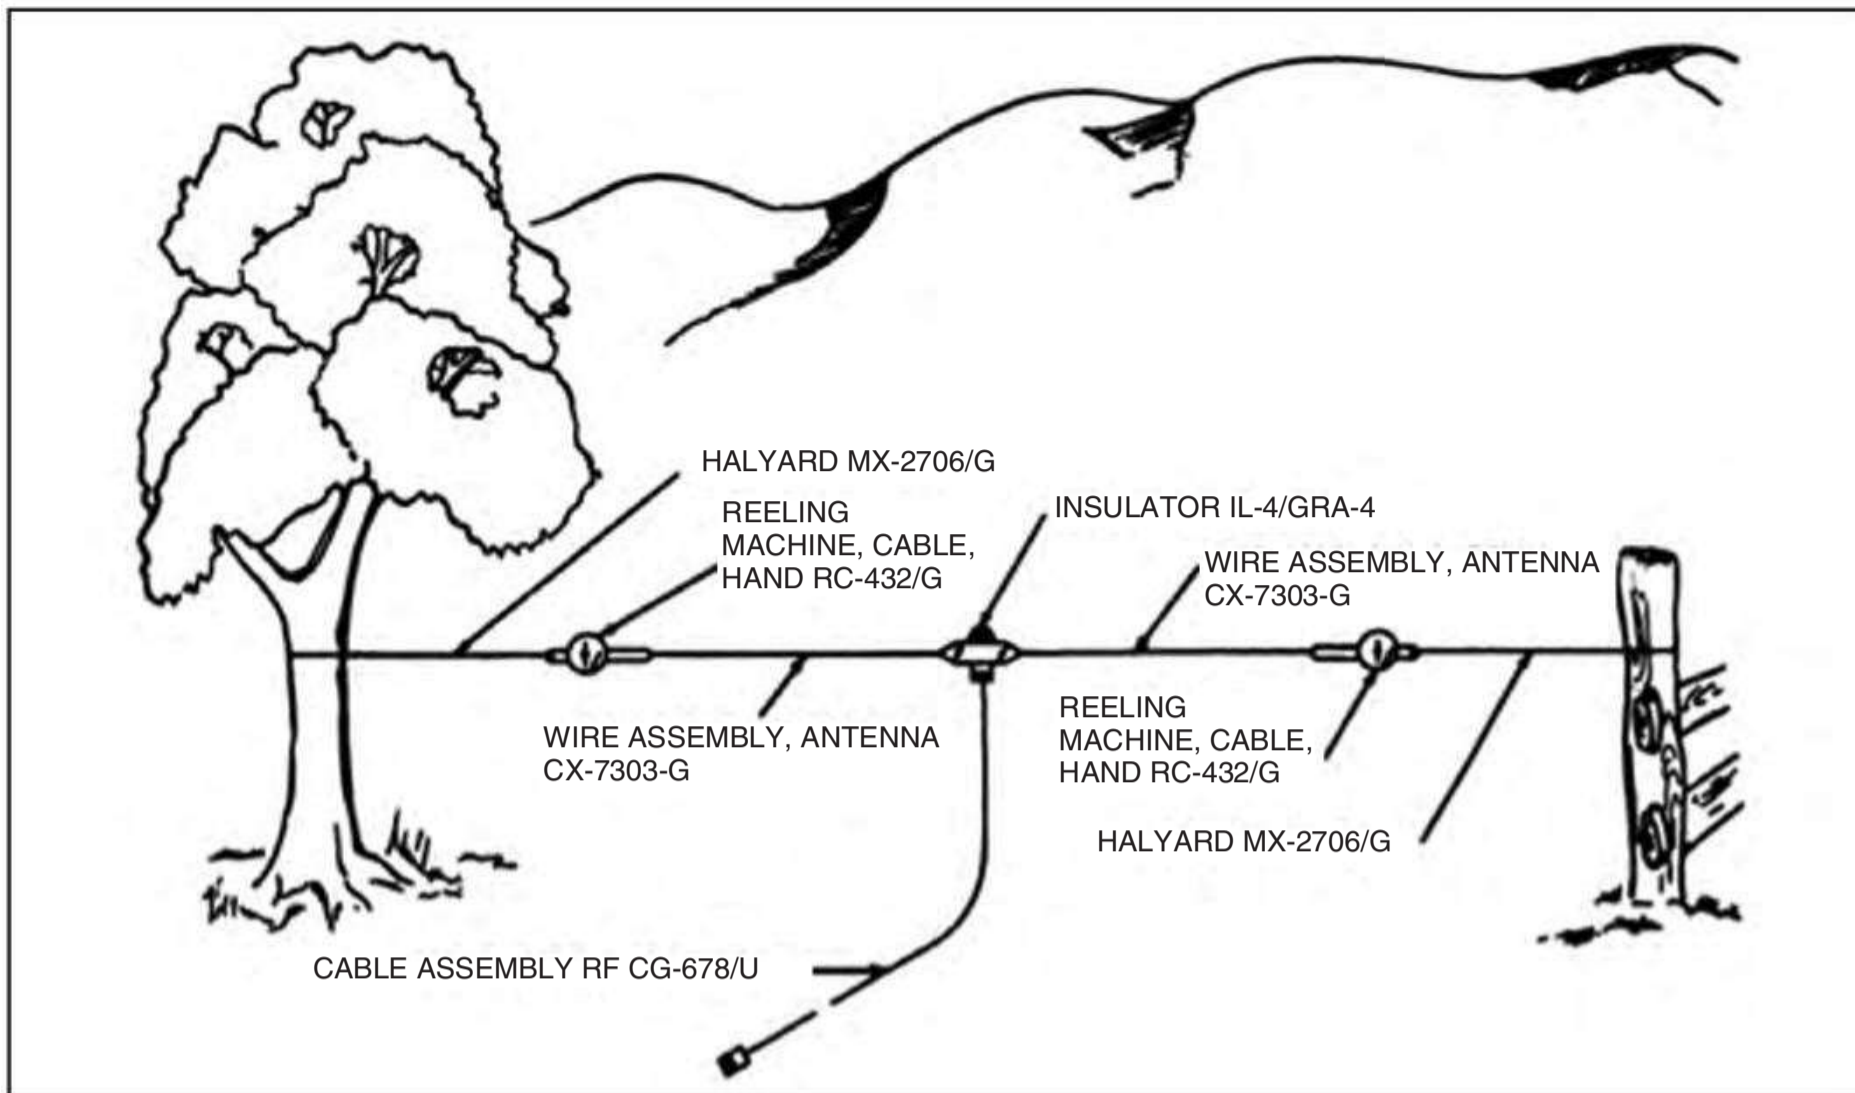 HALYARD MX-2706/G
REELING
MACHINE, CABLE,
HAND RC-432/G
INSULATOR IL-4/GRA-4
WIRE ASSEMBLY, ANTENNA
CX-7303-G
WIRE ASSEMBLY, ANTENNA
CX-7303-G
REELING
MACHINE, CABLE,
HAND RC-432/G
HALYARD MX-2706/G
CABLE ASSEMBLY RF CG-678/U